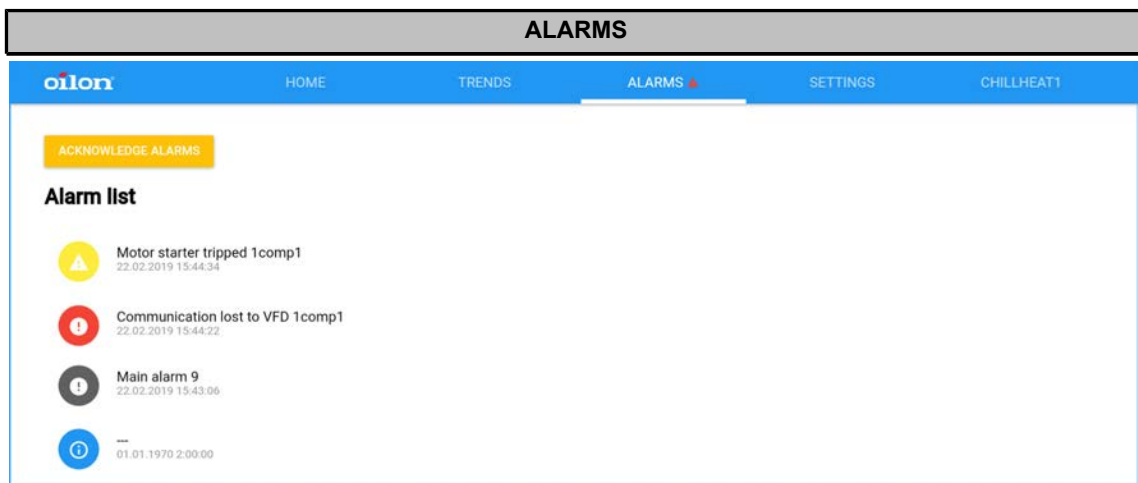 ALARMS
oilon HOME TRENDS ALARMS SETTINGS CHILLHEAT1
ACKNOWLEDGE ALARMS
Alarm list
Motor starter tripped 1comp1
22.02.2019 15:44:34
Communication lost to VFD 1comp1
22.02.2019 15:44:22
Main alarm 9
22.02.2019 15:43:06
---
01.01.1970 2:00:00